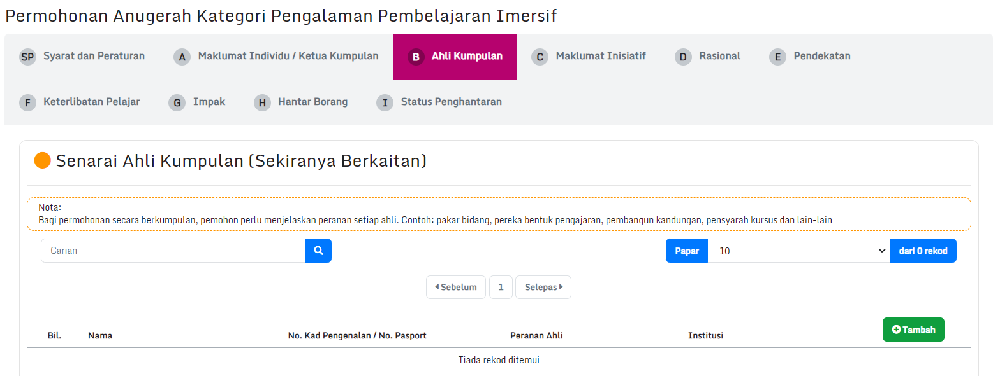 Permohonan Anugerah Kategori Pengalaman Pembelajaran Imersif
SP Syarat dan Peraturan A Maklumat Individu / Ketua Kumpulan B Ahli Kumpulan C Maklumat Inisiatif D Rasional E Pendekatan
F Keterlibatan Pelajar G Impak H Hantar Borang I Status Penghantaran
Senarai Ahli Kumpulan (Sekiranya Berkaitan)
Nota:
Bagi permohonan secara berkumpulan, pemohon perlu menjelaskan peranan setiap ahli. Contoh: pakar bidang, pereka bentuk pengajaran, pembangun kandungan, pensyarah kursus dan lain-lain
Carian Papar 10 dari 0 rekod
Sebelum 1 Selepas
Bil. Nama No. Kad Pengenalan / No. Pasport Peranan Ahli Institusi Tambah
Tiada rekod ditemui